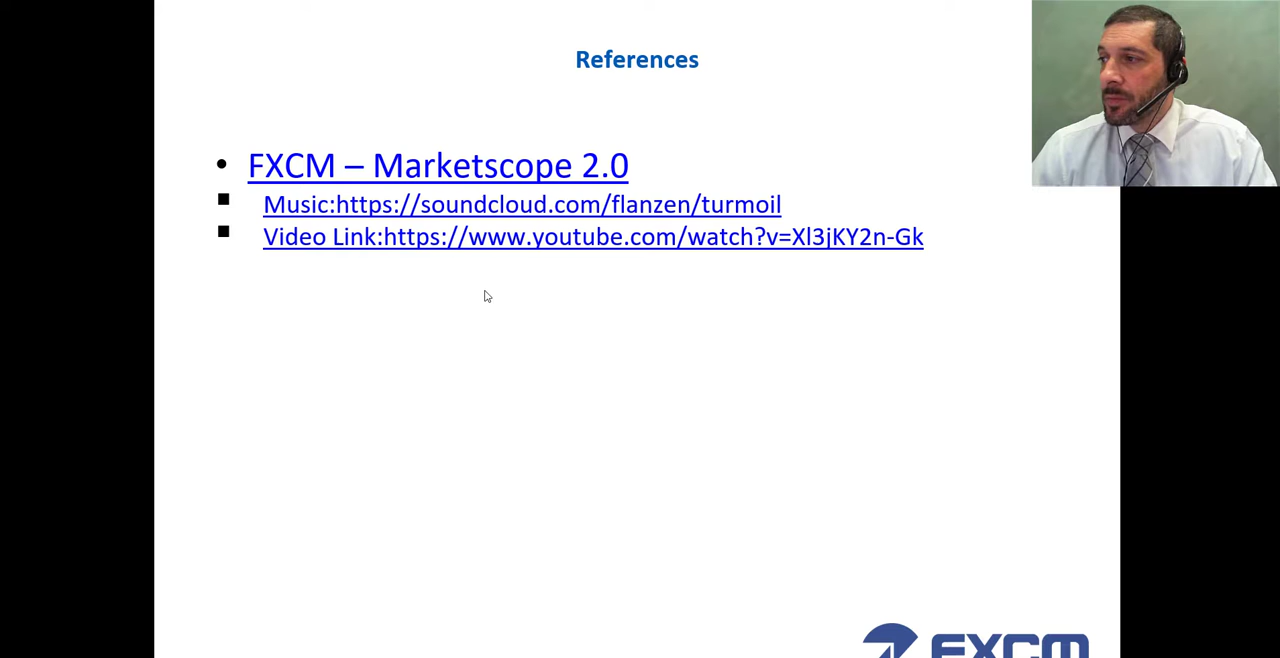 References
• FXCM – Marketscope 2.0
▪ Music:https://soundcloud.com/flanzen/turmoil
▪ Video Link:https://www.youtube.com/watch?v=Xl3jKY2n-Gk
FXCM